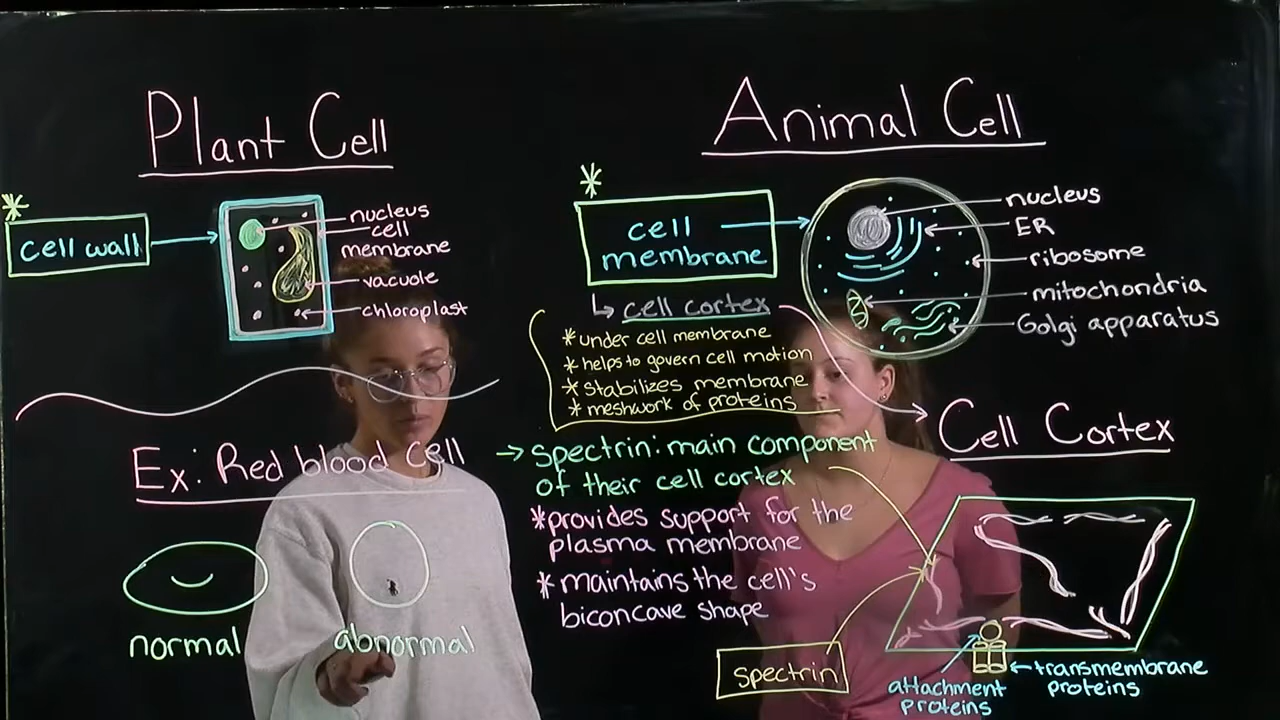 Plant Cell
* cell wall
nucleus
cell
membrane
vacuole
chloroplast
Animal Cell
* cell
membrane
nucleus
ER
ribosome
mitochondria
Golgi apparatus
↳ cell cortex
* under cell membrane
* helps to govern cell motion
* stabilizes membrane
* meshwork of proteins
Ex: Red blood cell
normal
abnormal
→ spectrin: main component
of their cell cortex
* provides support for the
plasma membrane
* maintains the cell's
biconcave shape
Cell Cortex
spectrin
attachment
proteins
transmembrane
proteins